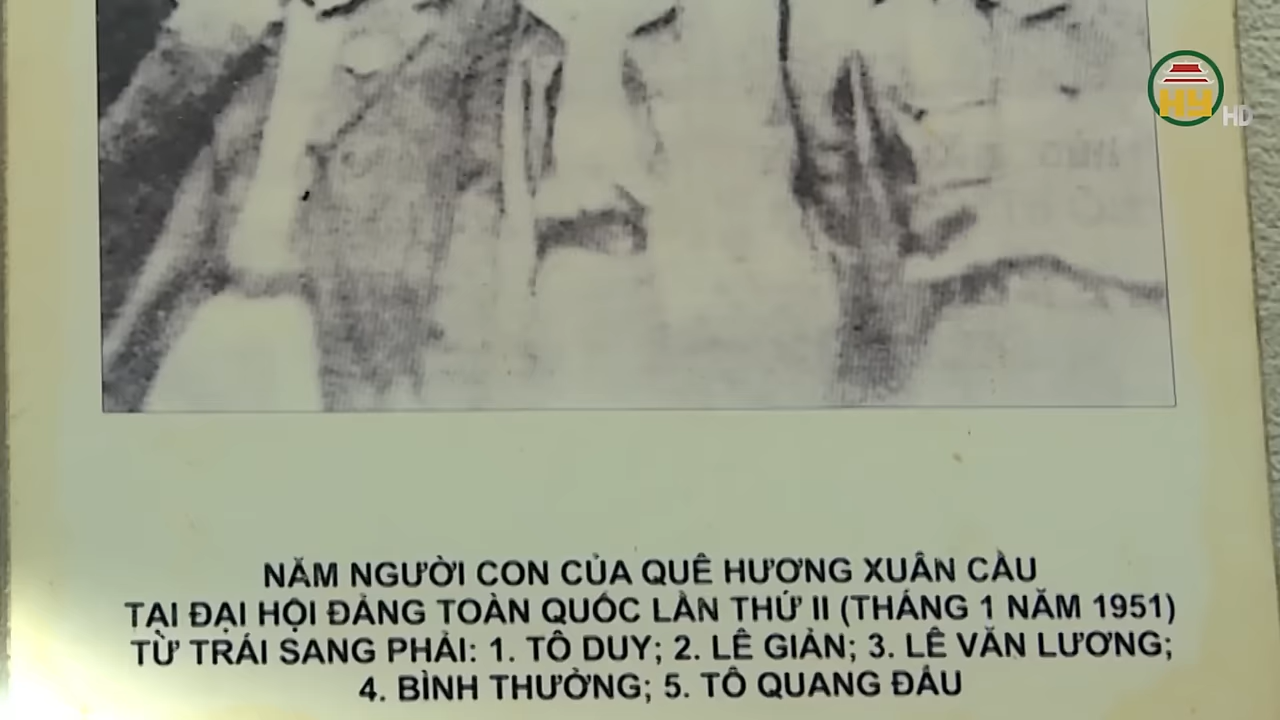 HY HD
NĂM NGƯỜI CON CỦA QUÊ HƯƠNG XUÂN CẦU
TẠI ĐẠI HỘI ĐẢNG TOÀN QUỐC LẦN THỨ II (THÁNG 1 NĂM 1951)
TỪ TRÁI SANG PHẢI: 1. TÔ DUY; 2. LÊ GIẢN; 3. LÊ VĂN LƯƠNG;
4. BÌNH THƯỞNG; 5. TÔ QUANG ĐẨU